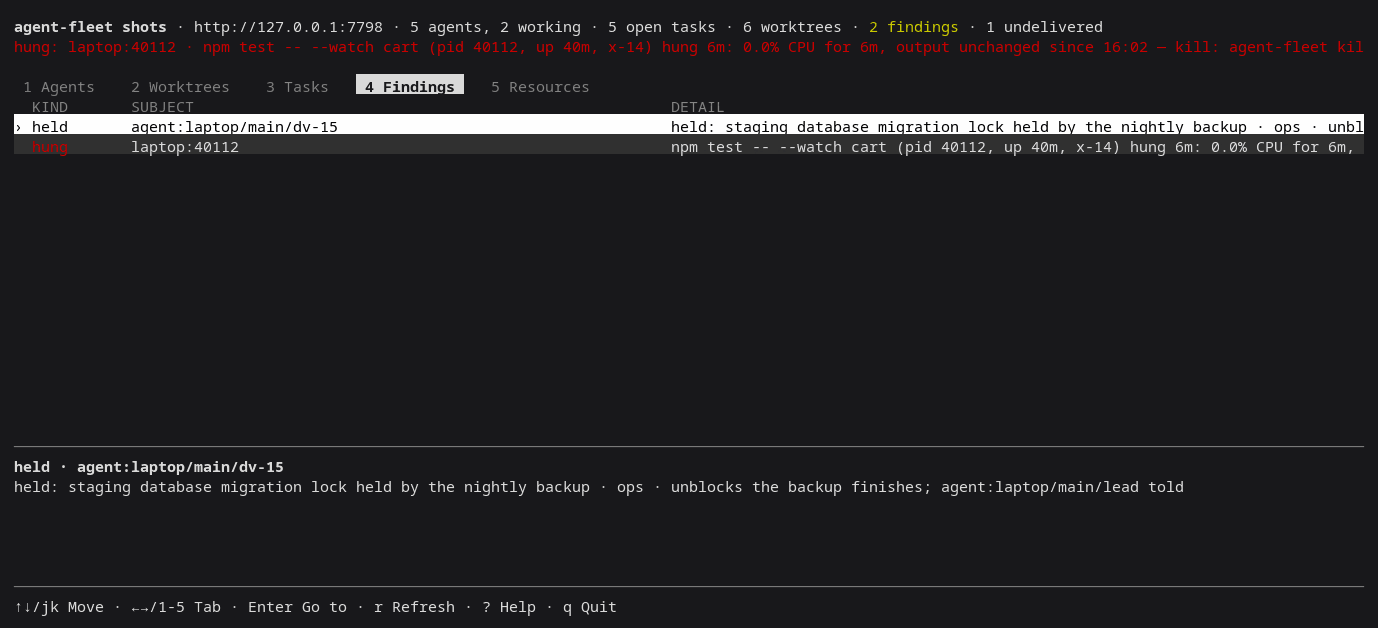 agent-fleet shots · http://127.0.0.1:7798 · 5 agents, 2 working · 5 open tasks · 6 worktrees · 2 findings · 1 undelivered
hung: laptop:40112 · npm test -- --watch cart (pid 40112, up 40m, x-14) hung 6m: 0.0% CPU for 6m, output unchanged since 16:02 — kill: agent-fleet kil
1 Agents 2 Worktrees 3 Tasks 4 Findings 5 Resources
KIND SUBJECT DETAIL
› held agent:laptop/main/dv-15 held: staging database migration lock held by the nightly backup · ops · unbl
hung laptop:40112 npm test -- --watch cart (pid 40112, up 40m, x-14) hung 6m: 0.0% CPU for 6m,
held · agent:laptop/main/dv-15
held: staging database migration lock held by the nightly backup · ops · unblocks the backup finishes; agent:laptop/main/lead told
↑↓/jk Move · ←→/1-5 Tab · Enter Go to · r Refresh · ? Help · q Quit